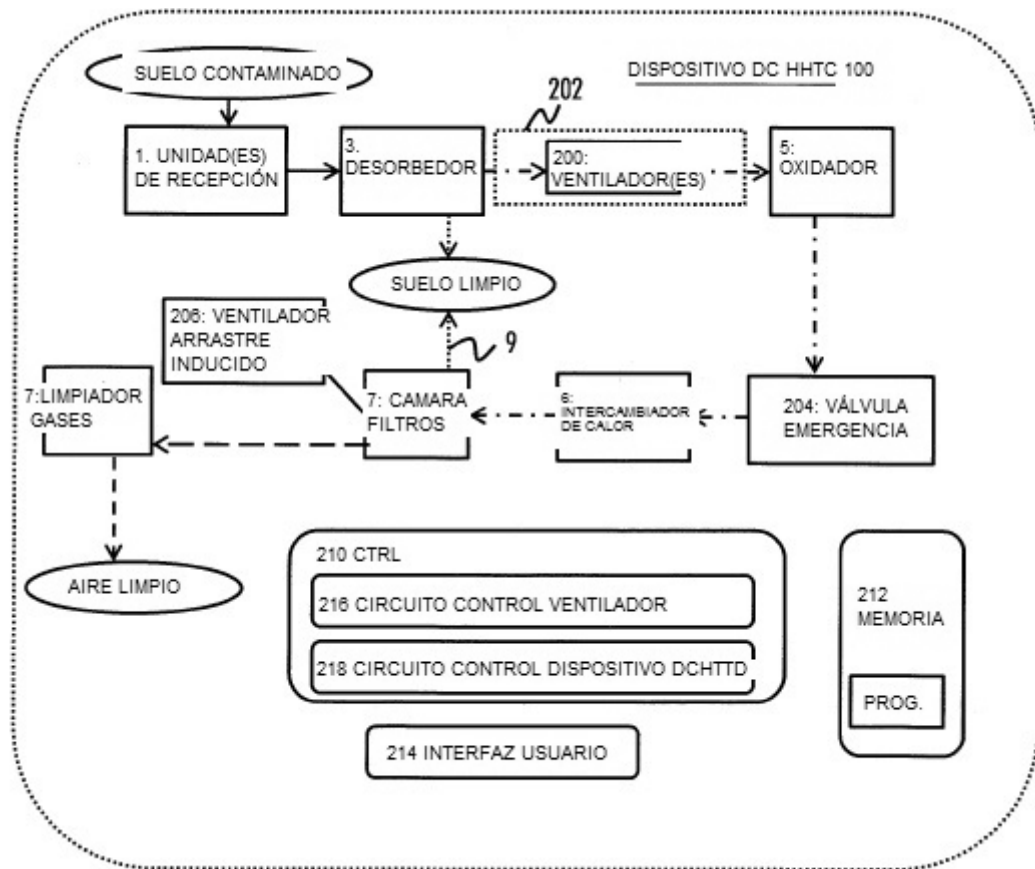 SUELO CONTAMINADO
DISPOSITIVO DC HHTC 100
202
1. UNIDAD(ES)
DE RECEPCIÓN
3.
DESORBEDOR
200:
VENTILADOR(ES)
5:
OXIDADOR
SUELO LIMPIO
206: VENTILADOR
ARRASTRE
INDUCIDO
9
7:LIMPIADOR
GASES
7: CAMARA
FILTROS
6:
INTERCAMBIADOR
DE CALOR
204: VÁLVULA
EMERGENCIA
AIRE LIMPIO
210 CTRL
216 CIRCUITO CONTROL VENTILADOR
218 CIRCUITO CONTROL DISPOSITIVO DCHTTD
212
MEMORIA
PROG.
214 INTERFAZ USUARIO